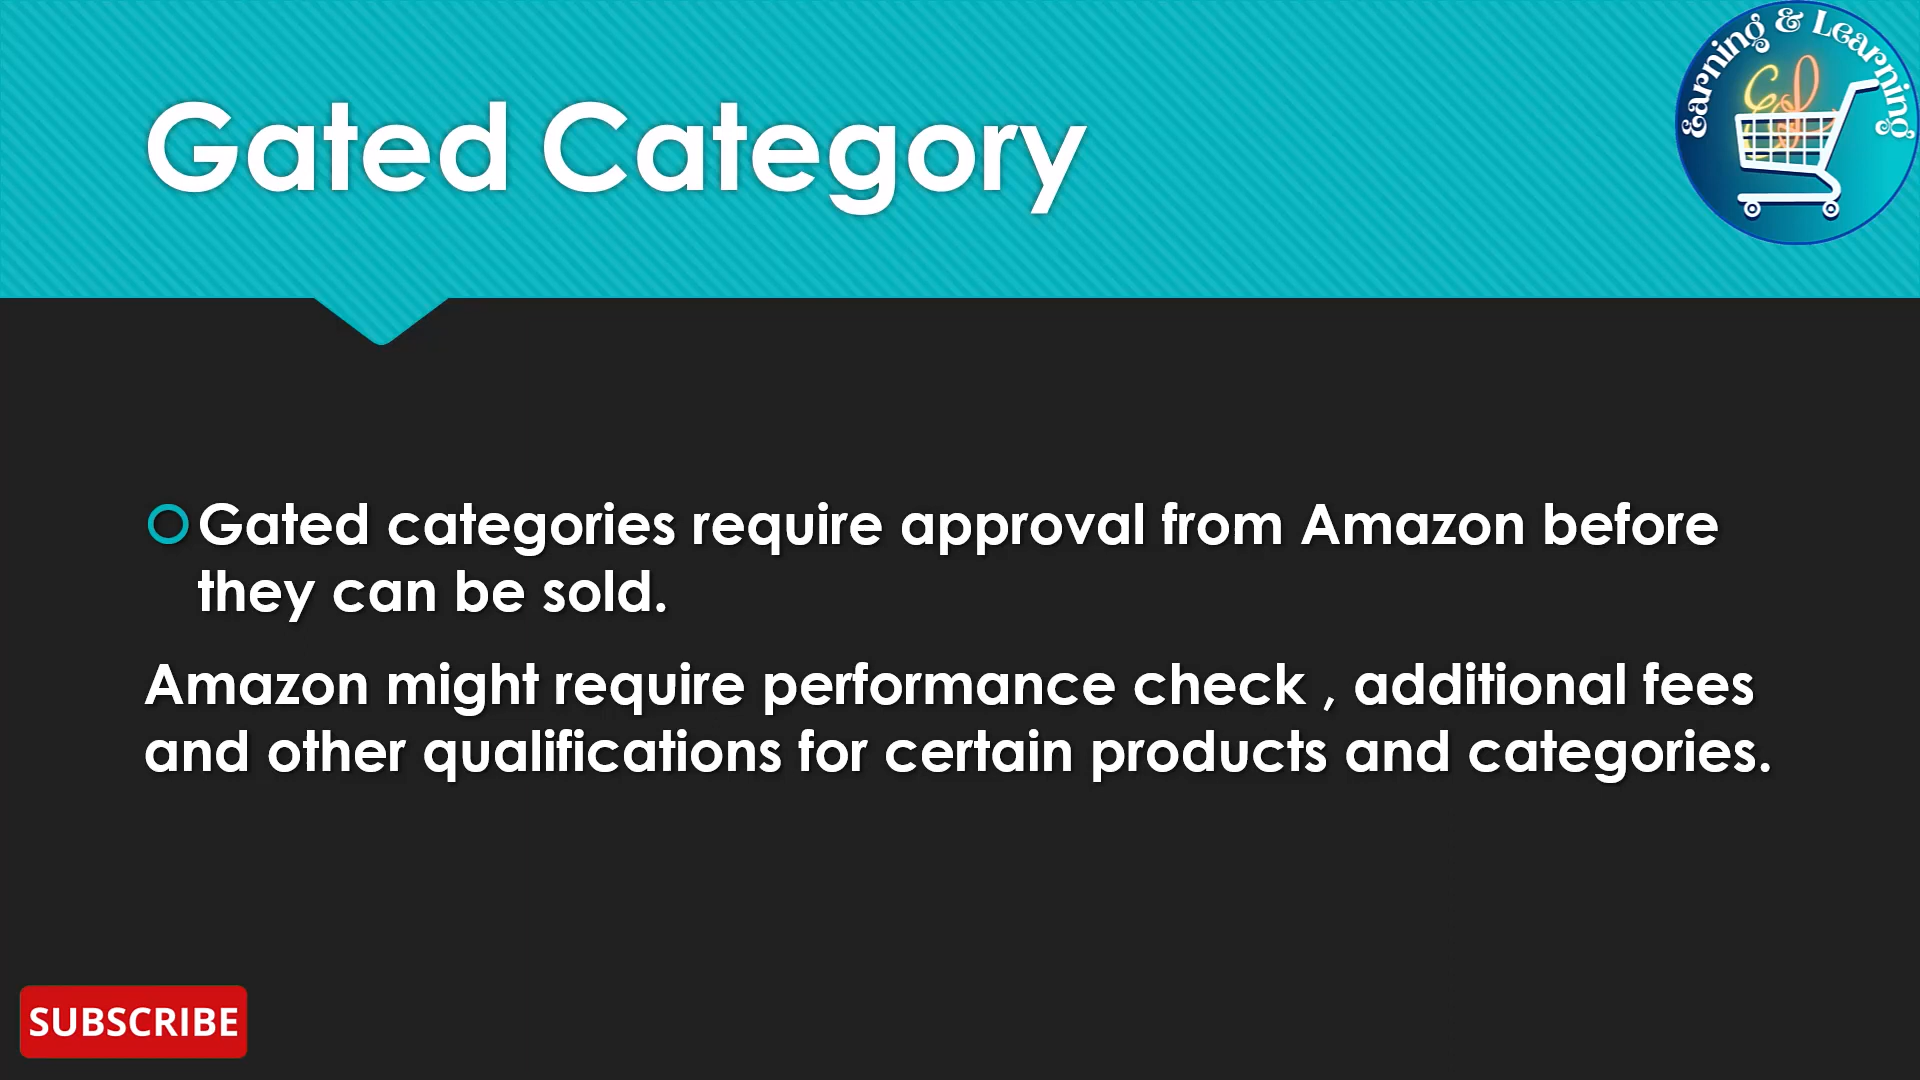 Earning & Learning
EL
Gated Category
Gated categories require approval from Amazon before
they can be sold.
Amazon might require performance check , additional fees
and other qualifications for certain products and categories.
SUBSCRIBE